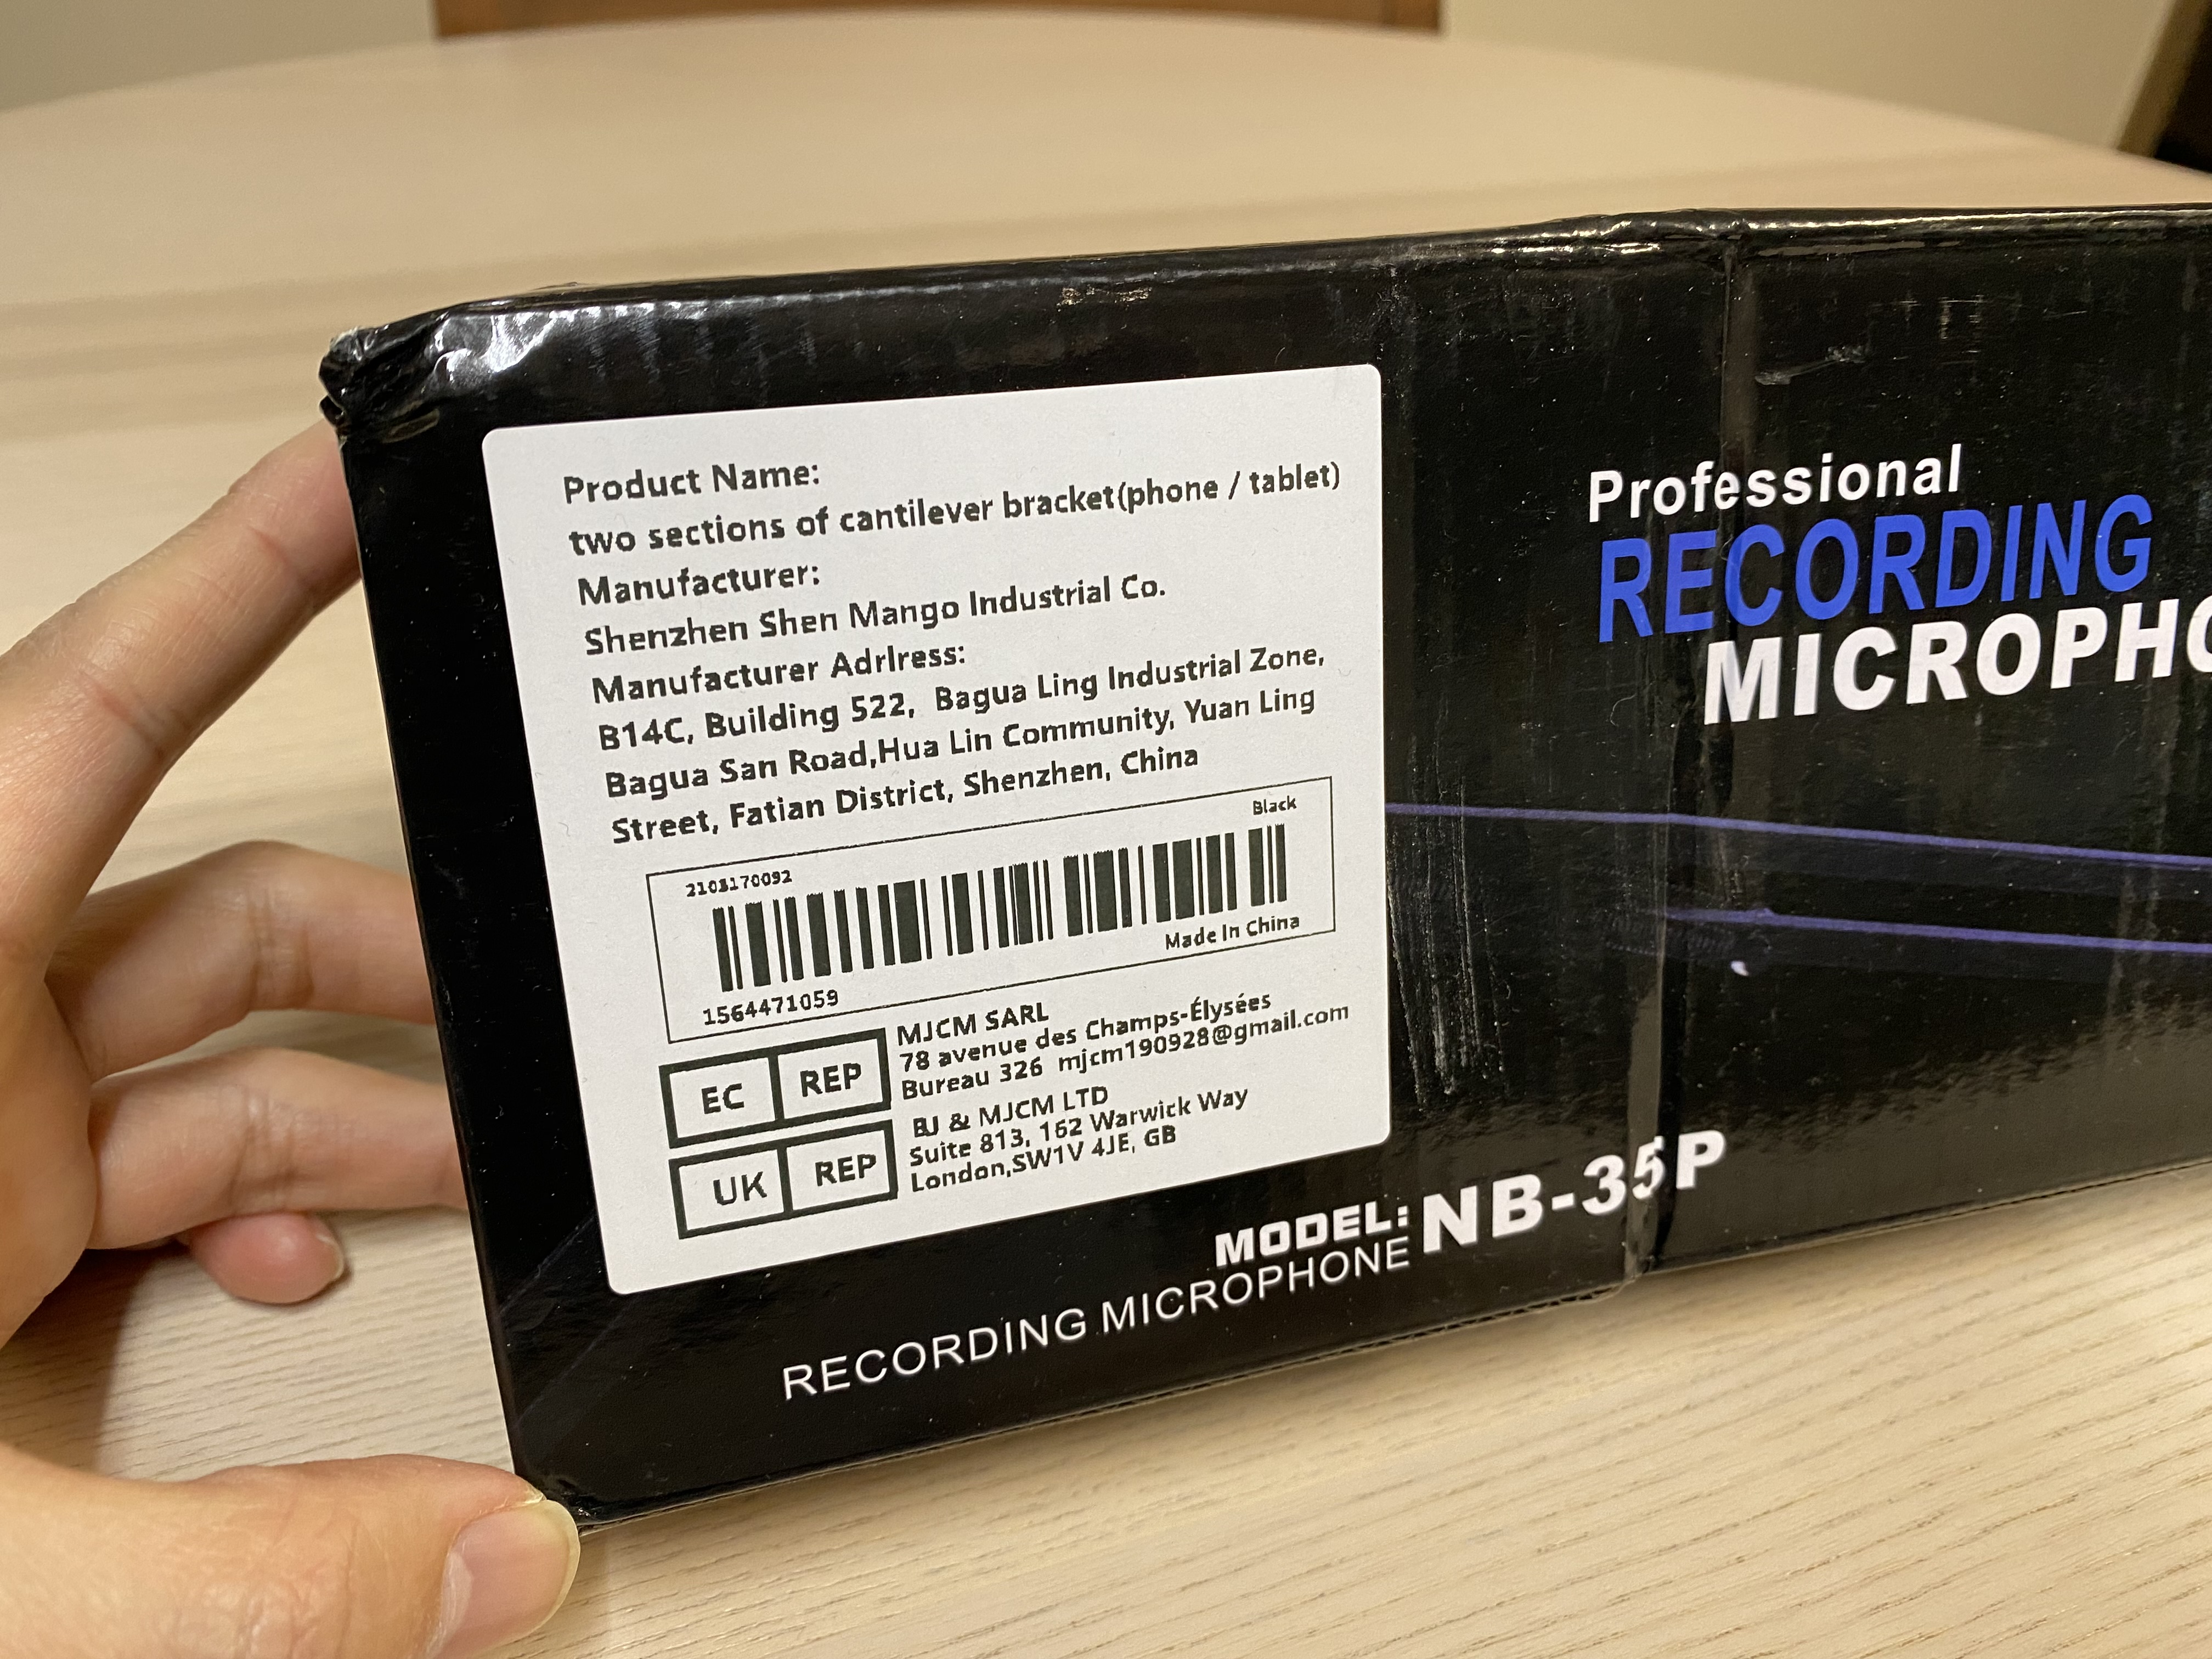 Product Name:
two sections of cantilever bracket(phone / tablet)
Manufacturer:
Shenzhen Shen Mango Industrial Co.
Manufacturer Adrlress:
B14C, Building 522, Bagua Ling Industrial Zone,
Bagua San Road,Hua Lin Community, Yuan Ling
Street, Fatian District, Shenzhen, China
Black
2103170092
Made In China
1564471059
EC REP
MJCM SARL
78 avenue des Champs-Élysées
Bureau 326 mjcm190928@gmail.com
UK REP
BJ & MJCM LTD
Suite 813, 162 Warwick Way
London,SW1V 4JE, GB
Professional
RECORDING
MICROPHO
MODEL: NB-35P
RECORDING MICROPHONE